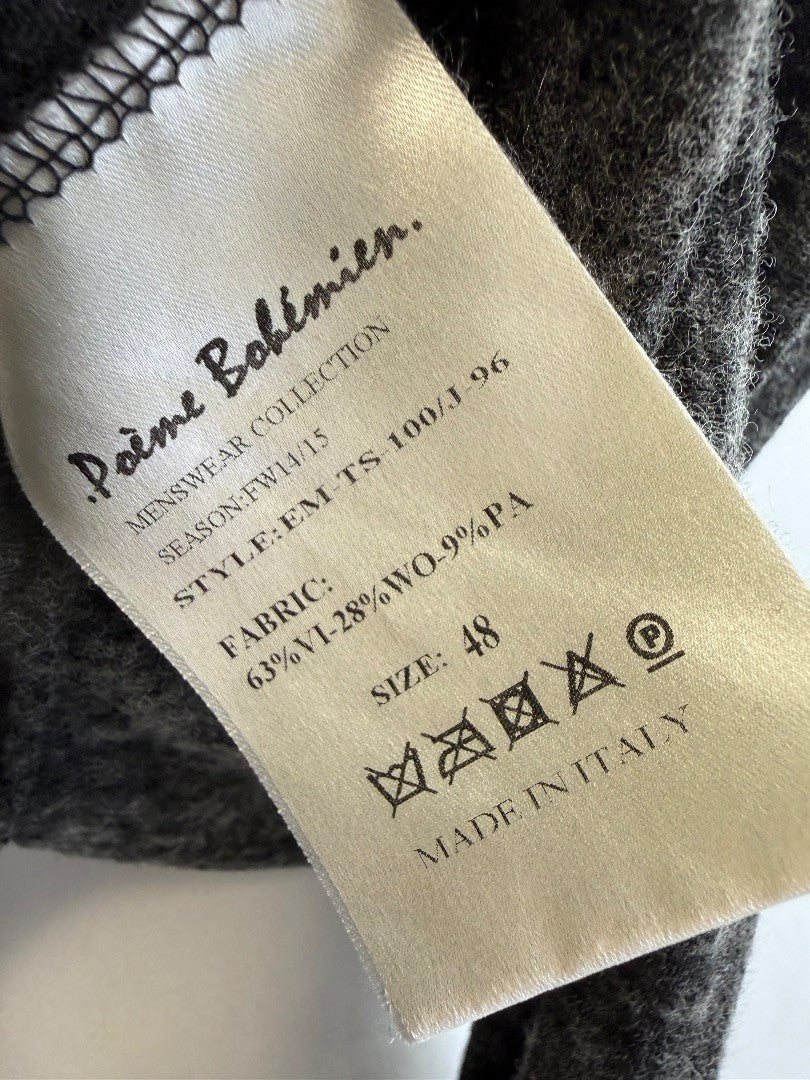 .Poème Bohémien.
MENSWEAR COLLECTION
SEASON:FW14/15
STYLE:EM-TS-100/J-96
FABRIC:
63%VI-28%WO-9%PA
SIZE: 48
P
MADE IN ITALY